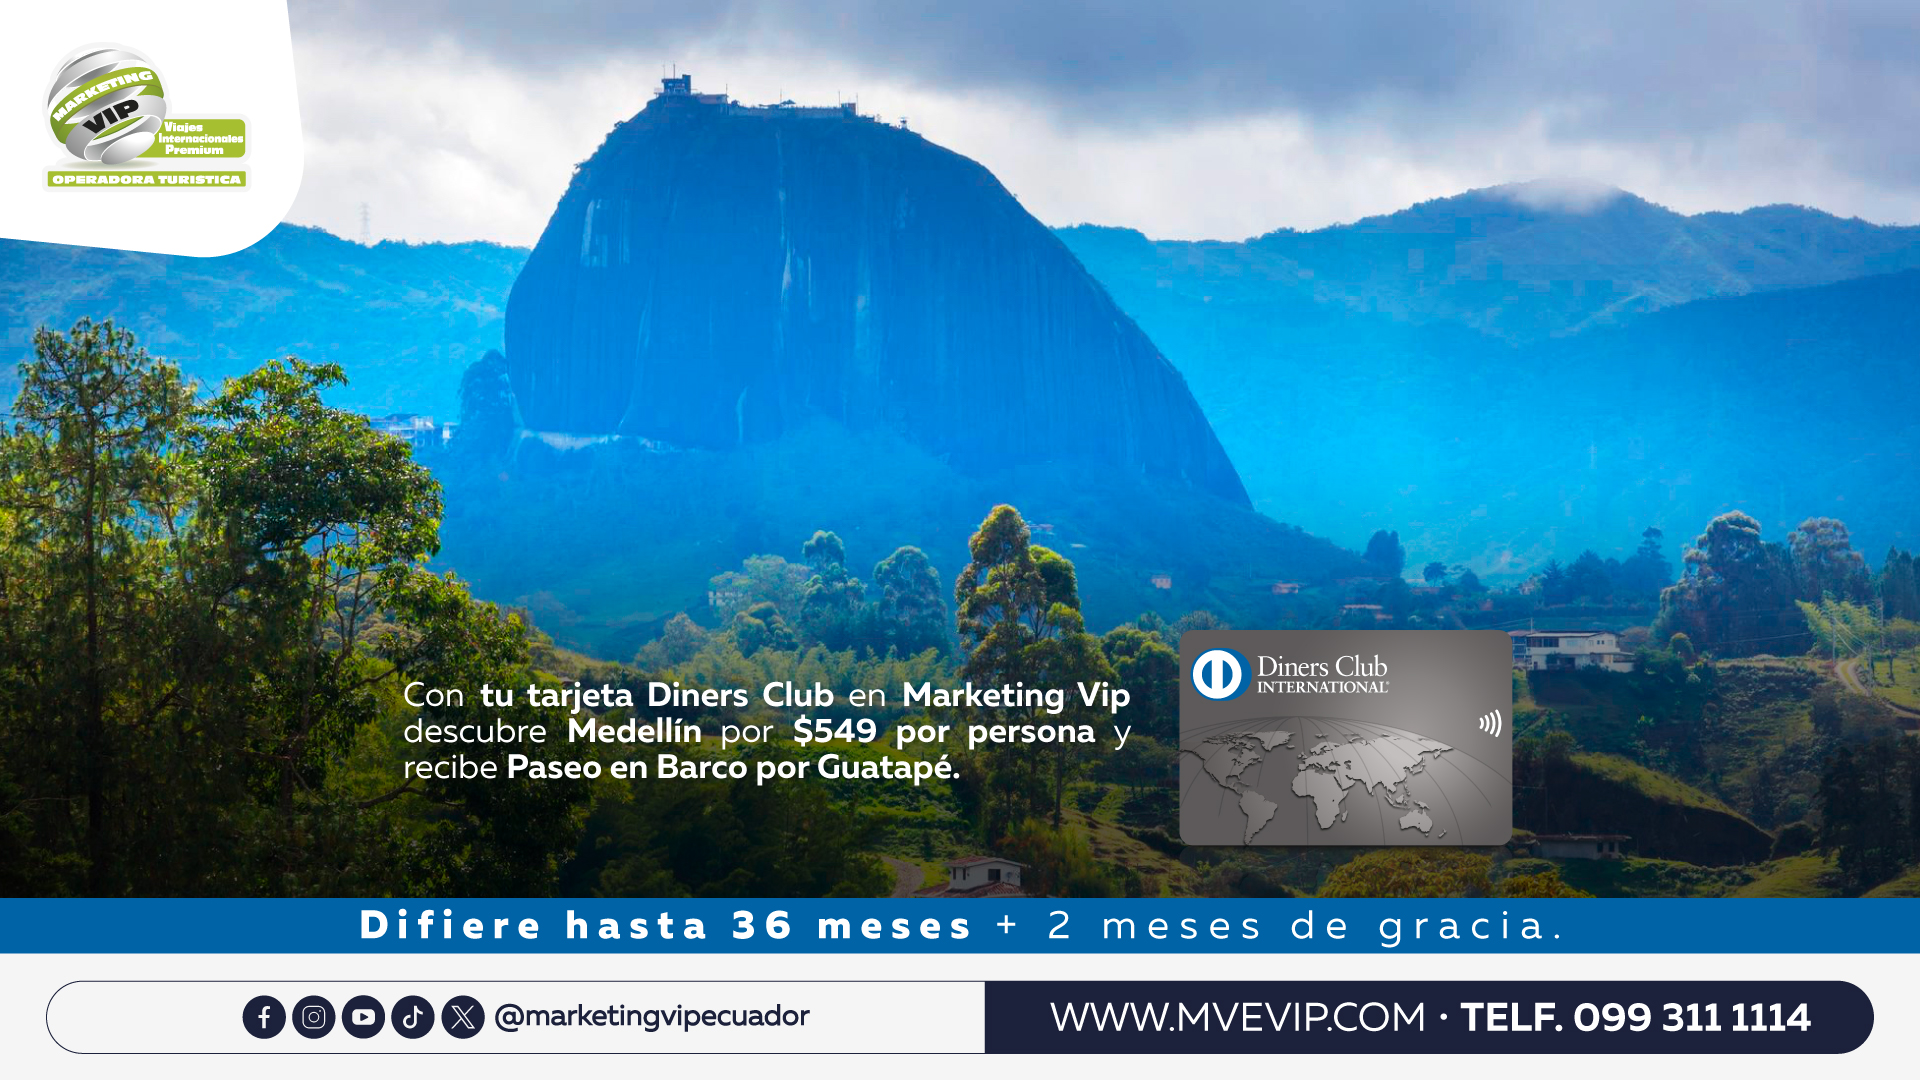 MARKETING
VIP
Viajes
Internacionales
Premium
OPERADORA TURISTICA
Con tu tarjeta Diners Club en Marketing Vip
descubre Medellín por $549 por persona y
recibe Paseo en Barco por Guatapé.
Diners Club
INTERNATIONAL®
Difiere hasta 36 meses + 2 meses de gracia.
@marketingvipecuador
WWW.MVEVIP.COM • TELF. 099 311 1114